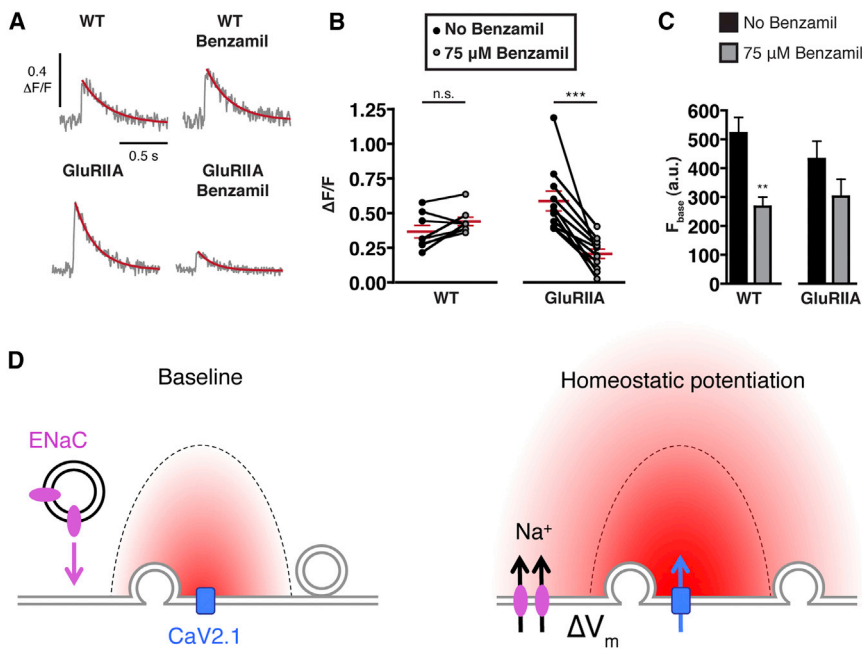 A
WT
WT
Benzamil
0.4
ΔF/F
0.5 s
GluRIIA
GluRIIA
Benzamil
B
No Benzamil
75 µM Benzamil
n.s.
***
1.25
1.00
0.75
0.50
0.25
0.00
ΔF/F
WT
GluRIIA
C
No Benzamil
75 µM Benzamil
600
500
400
300
200
100
0
F_base (a.u.)
**
WT
GluRIIA
D
Baseline
ENaC
CaV2.1
Homeostatic potentiation
Na⁺
ΔVₘ